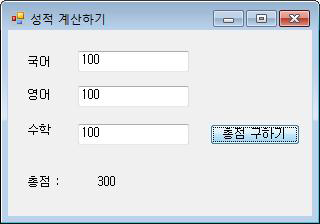 성적 계산하기
국어 100
영어 100
수학 100 총점 구하기
총점 : 300